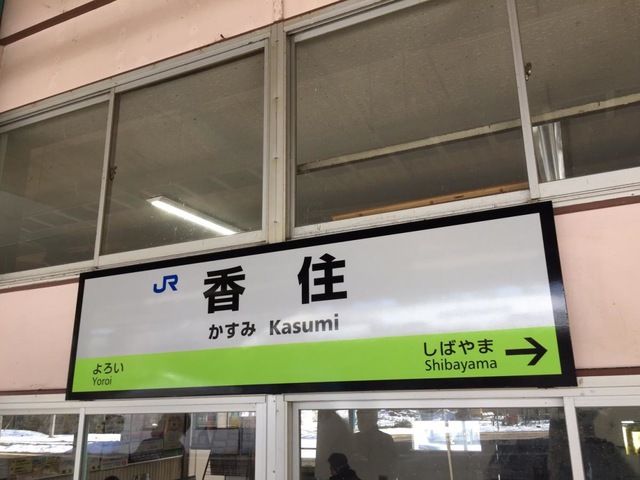 JR 香住
かすみ Kasumi
よろい
Yoroi
しばやま →
Shibayama